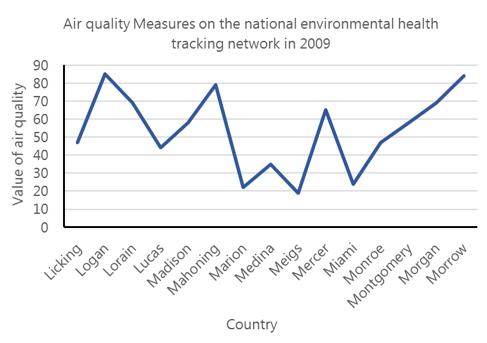 Air quality Measures on the national environmental health
tracking network in 2009
Value of air quality
90
80
70
60
50
40
30
20
10
0
Licking
Logan
Lorain
Lucas
Madison
Mahoning
Marion
Medina
Meigs
Mercer
Miami
Monroe
Montgomery
Morgan
Morrow
Country